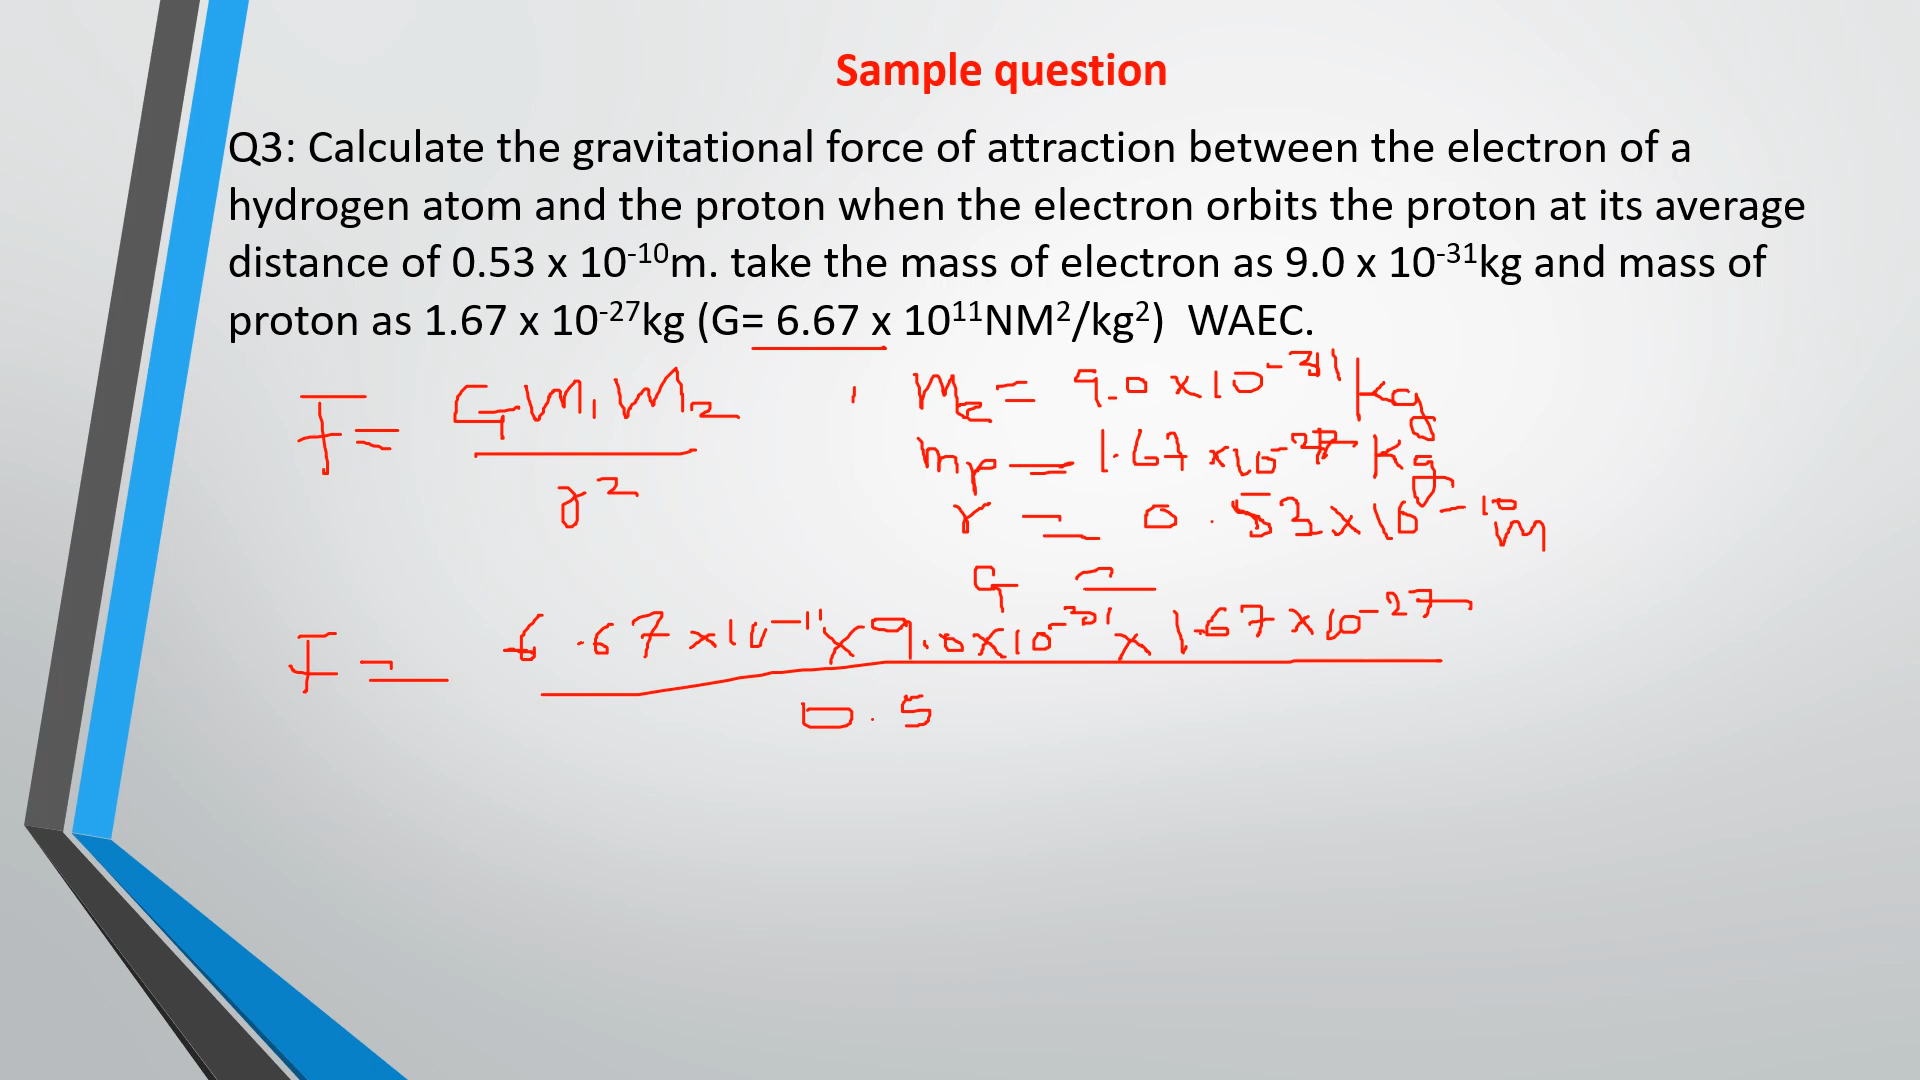 Sample question
Q3: Calculate the gravitational force of attraction between the electron of a
hydrogen atom and the proton when the electron orbits the proton at its average
distance of 0.53 x 10⁻¹⁰m. take the mass of electron as 9.0 x 10⁻³¹kg and mass of
proton as 1.67 x 10⁻²⁷kg (G= 6.67 x 10¹¹NM²/kg²) WAEC.
F = GM₁M₂
r²
Me = 9.0 x 10⁻³¹ kg
mp = 1.67 x 10⁻²⁷ kg
r = 0.53 x 10⁻¹⁰ m
G =
F = 6.67 x 10⁻¹¹ x 9.0 x 10⁻³¹ x 1.67 x 10⁻²⁷
0.5